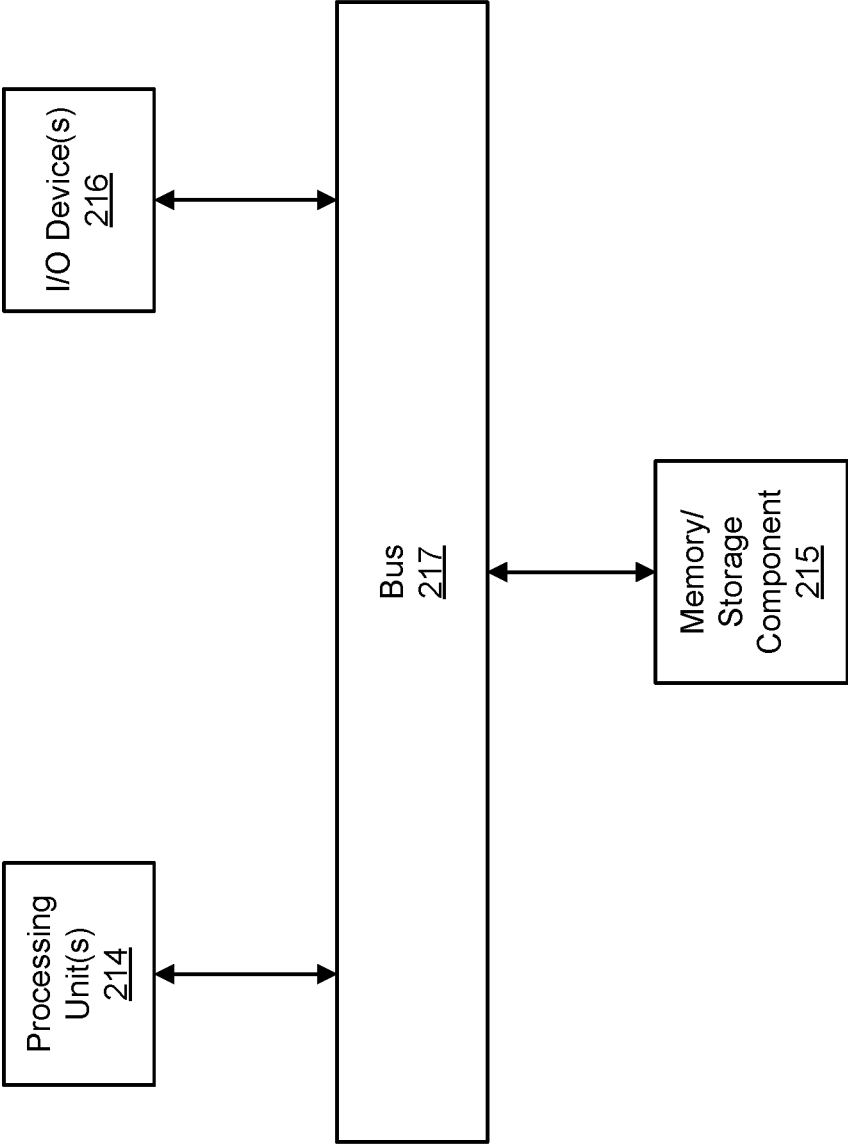 Processing
Unit(s)
214
I/O Device(s)
216
Bus
217
Memory/
Storage
Component
215